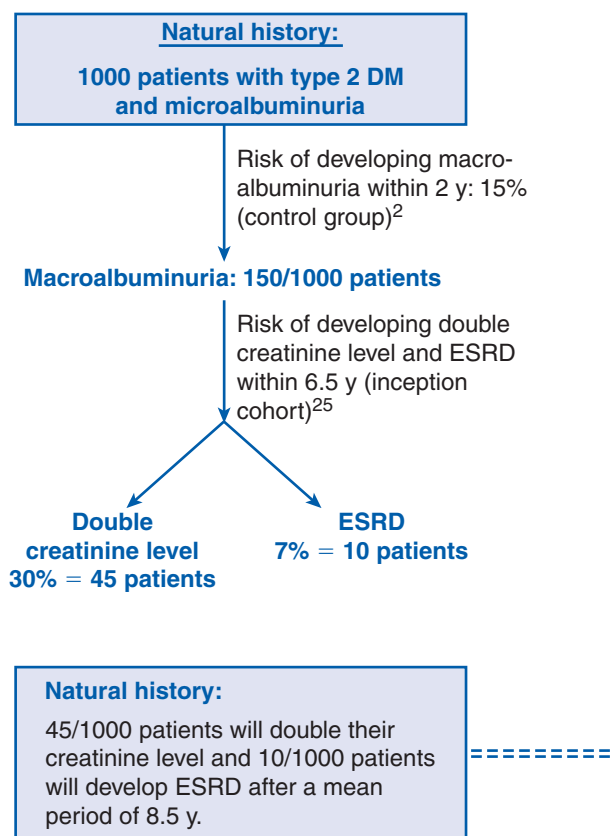 Natural history:
1000 patients with type 2 DM
and microalbuminuria
Risk of developing macro-
albuminuria within 2 y: 15%
(control group)2
Macroalbuminuria: 150/1000 patients
Risk of developing double
creatinine level and ESRD
within 6.5 y (inception
cohort)25
Double
creatinine level
30% = 45 patients
ESRD
7% = 10 patients
Natural history:
45/1000 patients will double their
creatinine level and 10/1000 patients
will develop ESRD after a mean
period of 8.5 y.